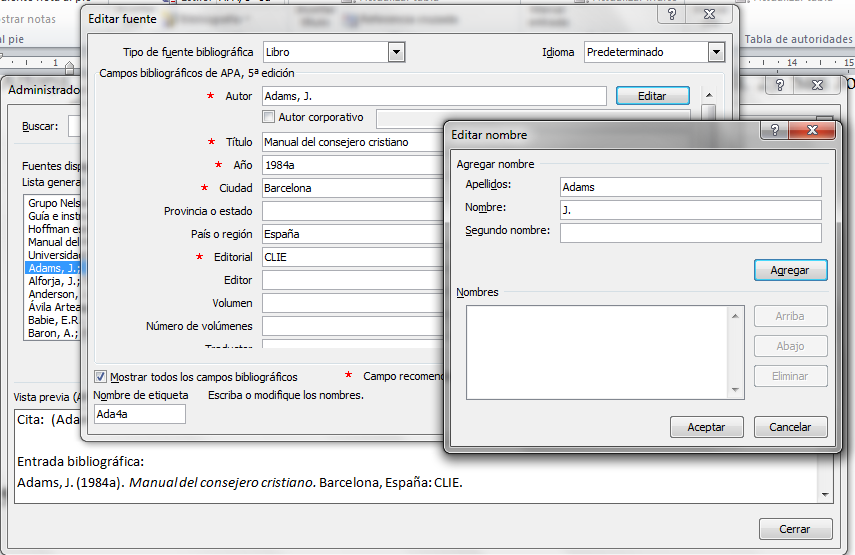 strar notas
al pie
Tabla de autoridades
1
14
15
Editar fuente
Tipo de fuente bibliográfica Libro Idioma Predeterminado
Campos bibliográficos de APA, 5ª edición
* Autor Adams, J. Editar
Autor corporativo
* Título Manual del consejero cristiano
* Año 1984a
* Ciudad Barcelona
Provincia o estado
País o región España
* Editorial CLIE
Editor
Volumen
Número de volúmenes
Mostrar todos los campos bibliográficos * Campo recomend
Nombre de etiqueta Escriba o modifique los nombres.
Ada4a
Editar nombre
Agregar nombre
Apellidos: Adams
Nombre: J.
Segundo nombre:
Agregar
Nombres
Arriba
Abajo
Eliminar
Aceptar Cancelar
Administrado
Buscar:
Fuentes disp
Lista genera
Grupo Nels
Guía e instr
Hoffman es
Manual del
Universidad
Adams, J.;
Alforja, J.;
Anderson,
Ávila Artea
Babie, E.R
Baron, A.;
Vista previa (A
Cita: (Ada
Entrada bibliográfica:
Adams, J. (1984a). Manual del consejero cristiano. Barcelona, España: CLIE.
Cerrar